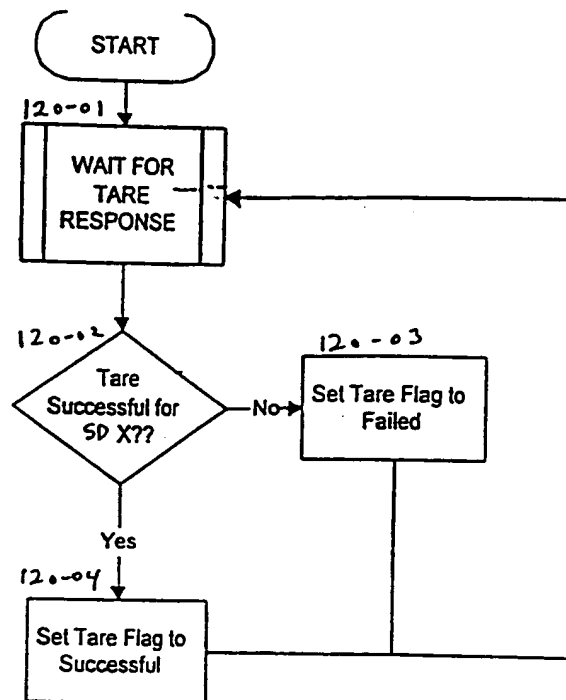 START
120-01
WAIT FOR
TARE
RESPONSE
120-02
Tare
Successful for
SD X??
No
120-03
Set Tare Flag to
Failed
Yes
120-04
Set Tare Flag to
Successful